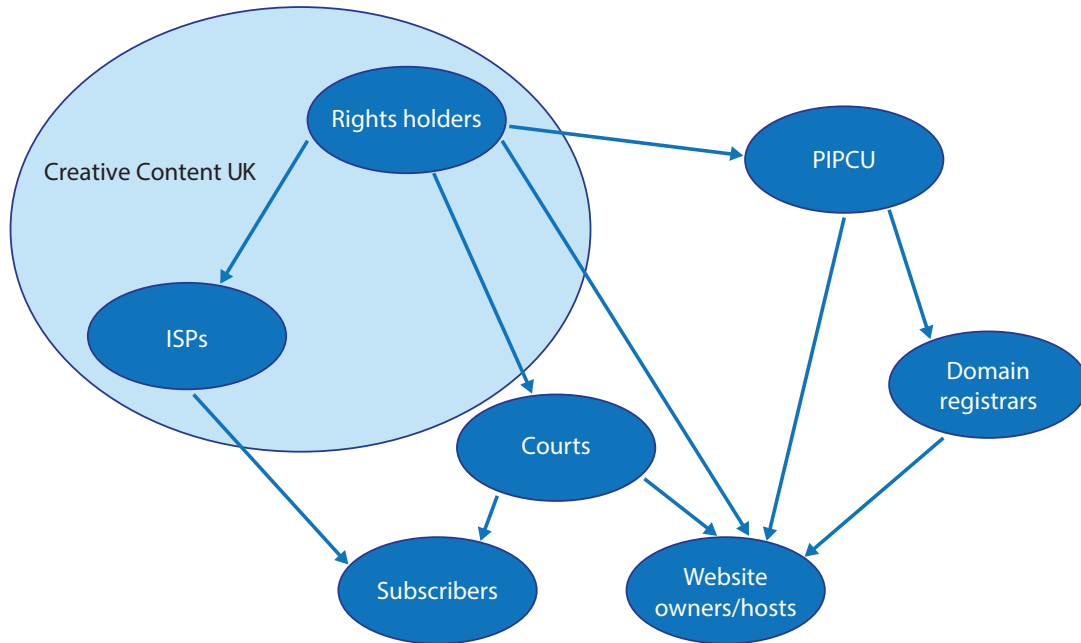 Rights holders
PIPCU
Creative Content UK
ISPs
Domain
registrars
Courts
Subscribers
Website
owners/hosts